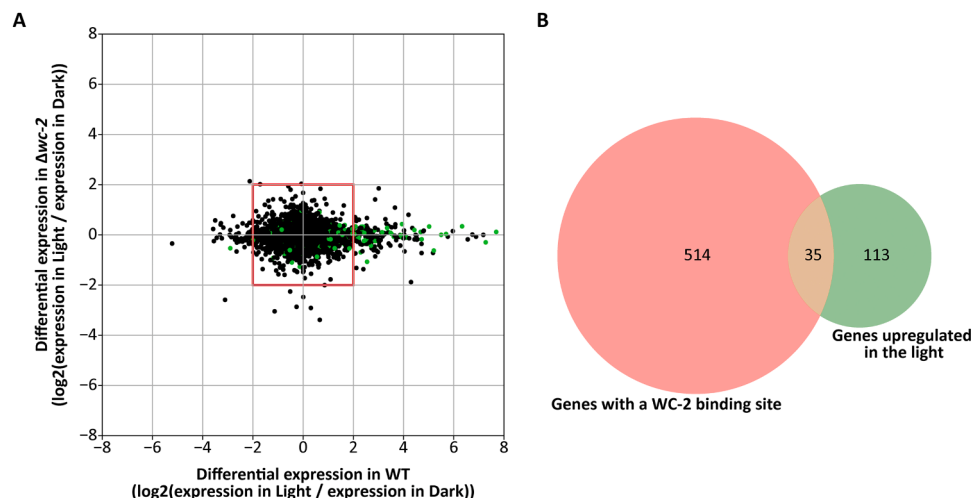 A
B
Differential expression in Δwc-2
(log2(expression in Light / expression in Dark))
8
6
4
2
0
−2
−4
−6
−8
−8
−6
−4
−2
0
2
4
6
8
Differential expression in WT
(log2(expression in Light / expression in Dark))
514
35
113
Genes upregulated
in the light
Genes with a WC-2 binding site